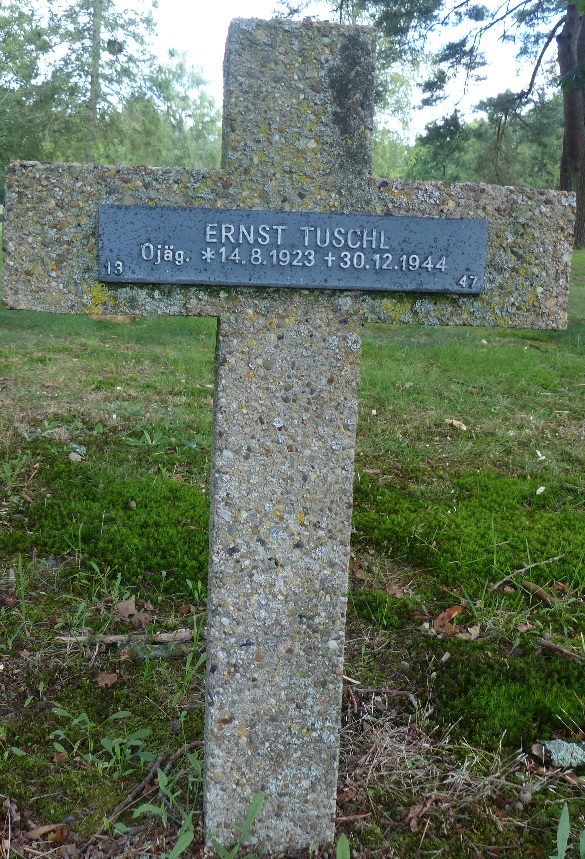 ERNST TUSCHL
Ojäg. *14.8.1923 +30.12.1944
13 47